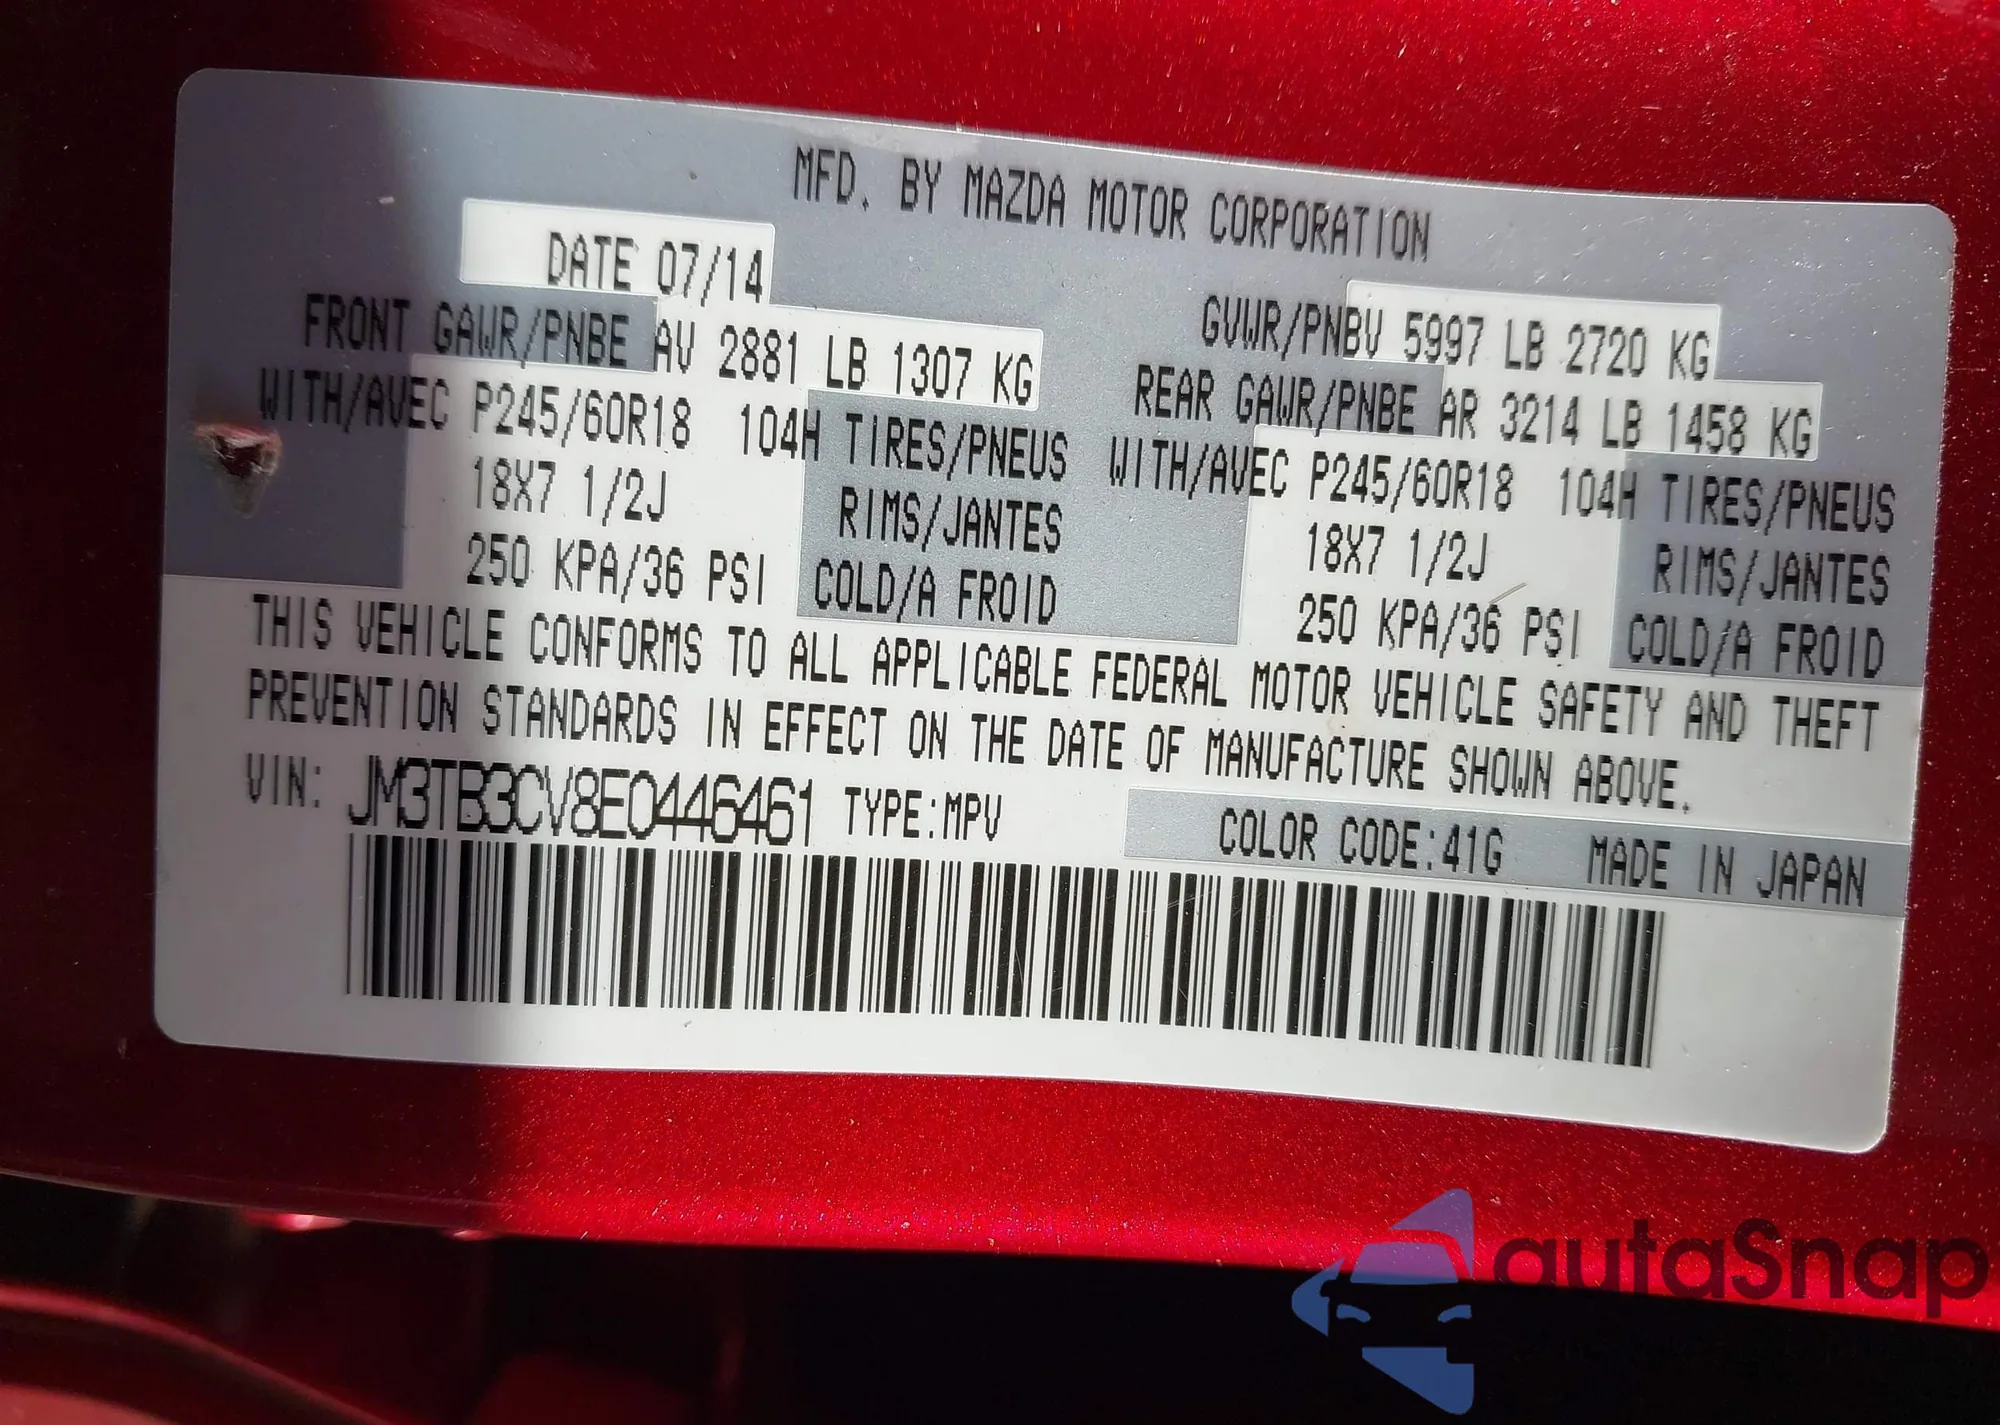 MFD. BY MAZDA MOTOR CORPORATION
DATE 07/14
FRONT GAWR/PNBE AV 2881 LB 1307 KG
WITH/AVEC P245/60R18 104H TIRES/PNEUS
18X7 1/2J RIMS/JANTES
250 KPA/36 PSI COLD/A FROID
GVWR/PNBV 5997 LB 2720 KG
REAR GAWR/PNBE AR 3214 LB 1458 KG
WITH/AVEC P245/60R18 104H TIRES/PNEUS
18X7 1/2J RIMS/JANTES
250 KPA/36 PSI COLD/A FROID
THIS VEHICLE CONFORMS TO ALL APPLICABLE FEDERAL MOTOR VEHICLE SAFETY AND THEFT
PREVENTION STANDARDS IN EFFECT ON THE DATE OF MANUFACTURE SHOWN ABOVE.
VIN: JM3TB3CV8E0446461 TYPE:MPV
COLOR CODE:41G MADE IN JAPAN
autaSnap